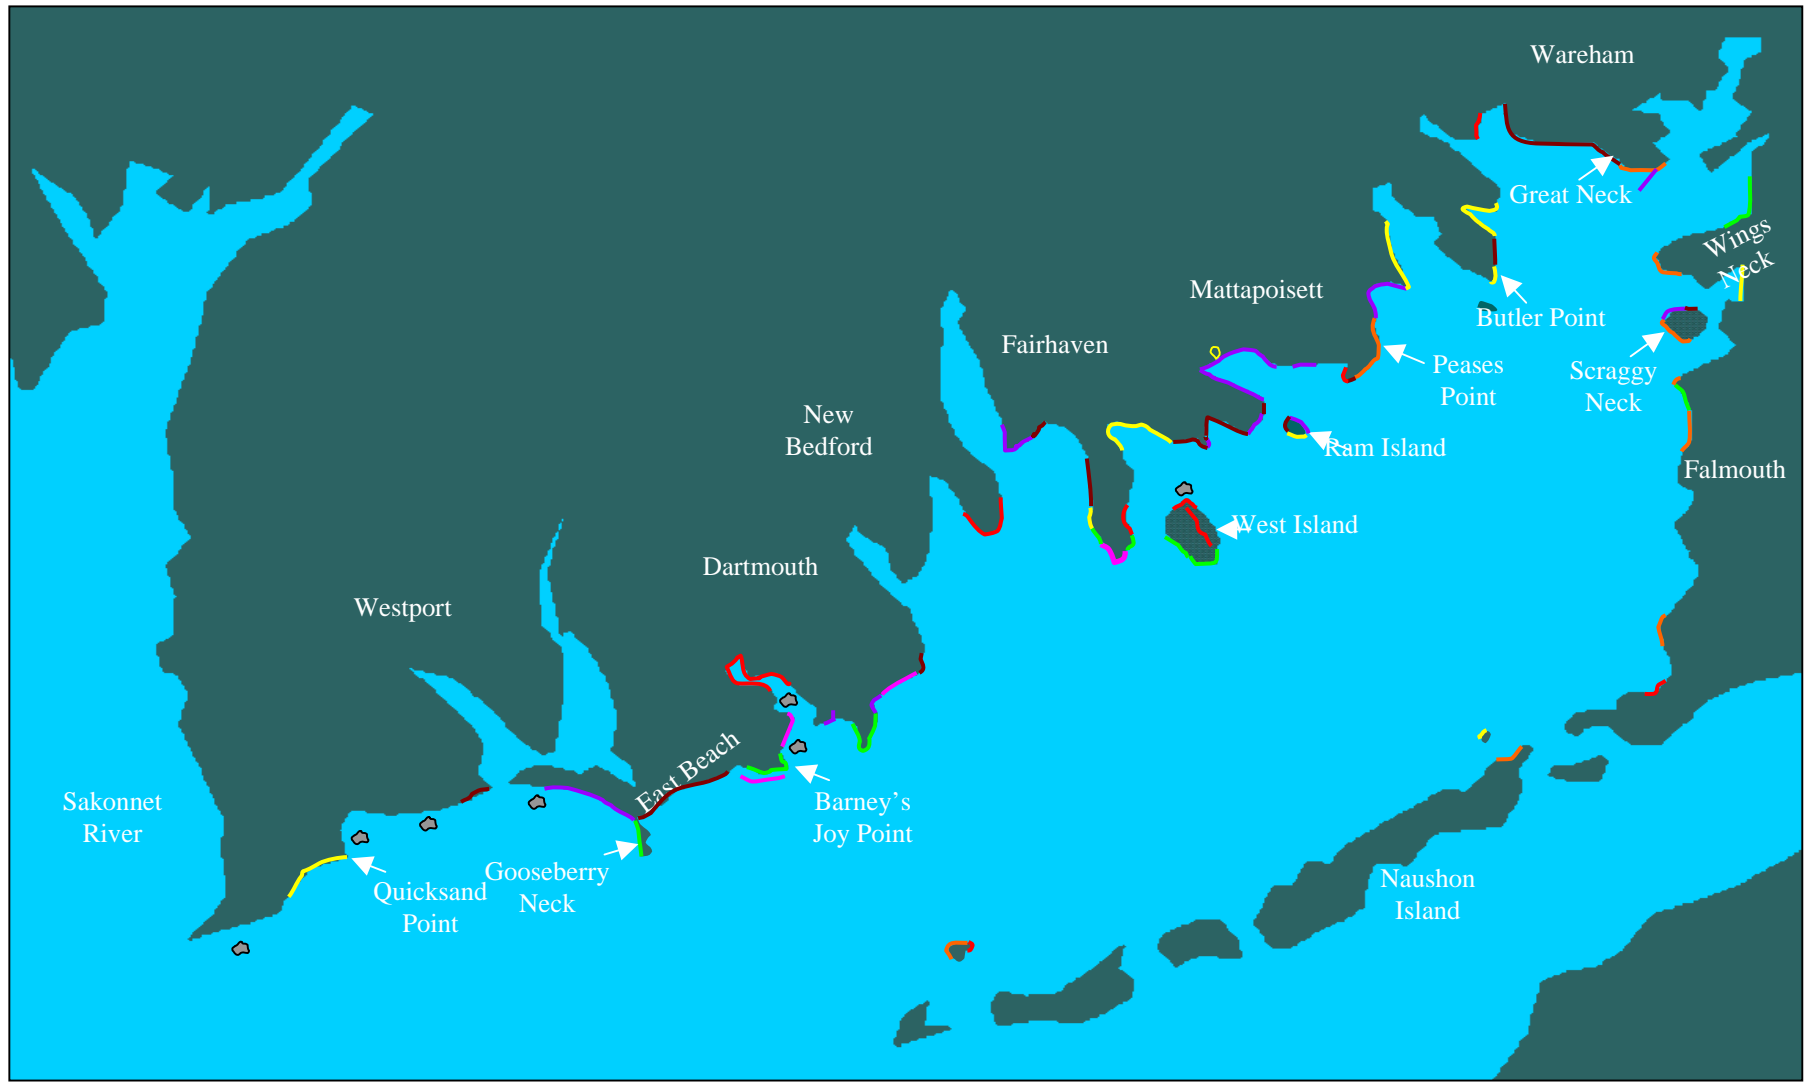 Wareham
Great Neck
Wings
Neck
Mattapoisett
Butler Point
Fairhaven
Peases
Point
Scraggy
Neck
New
Bedford
Ram Island
Falmouth
West Island
Dartmouth
Westport
East Beach
Sakonnet
River
Barney's
Joy Point
Gooseberry
Neck
Quicksand
Point
Naushon
Island